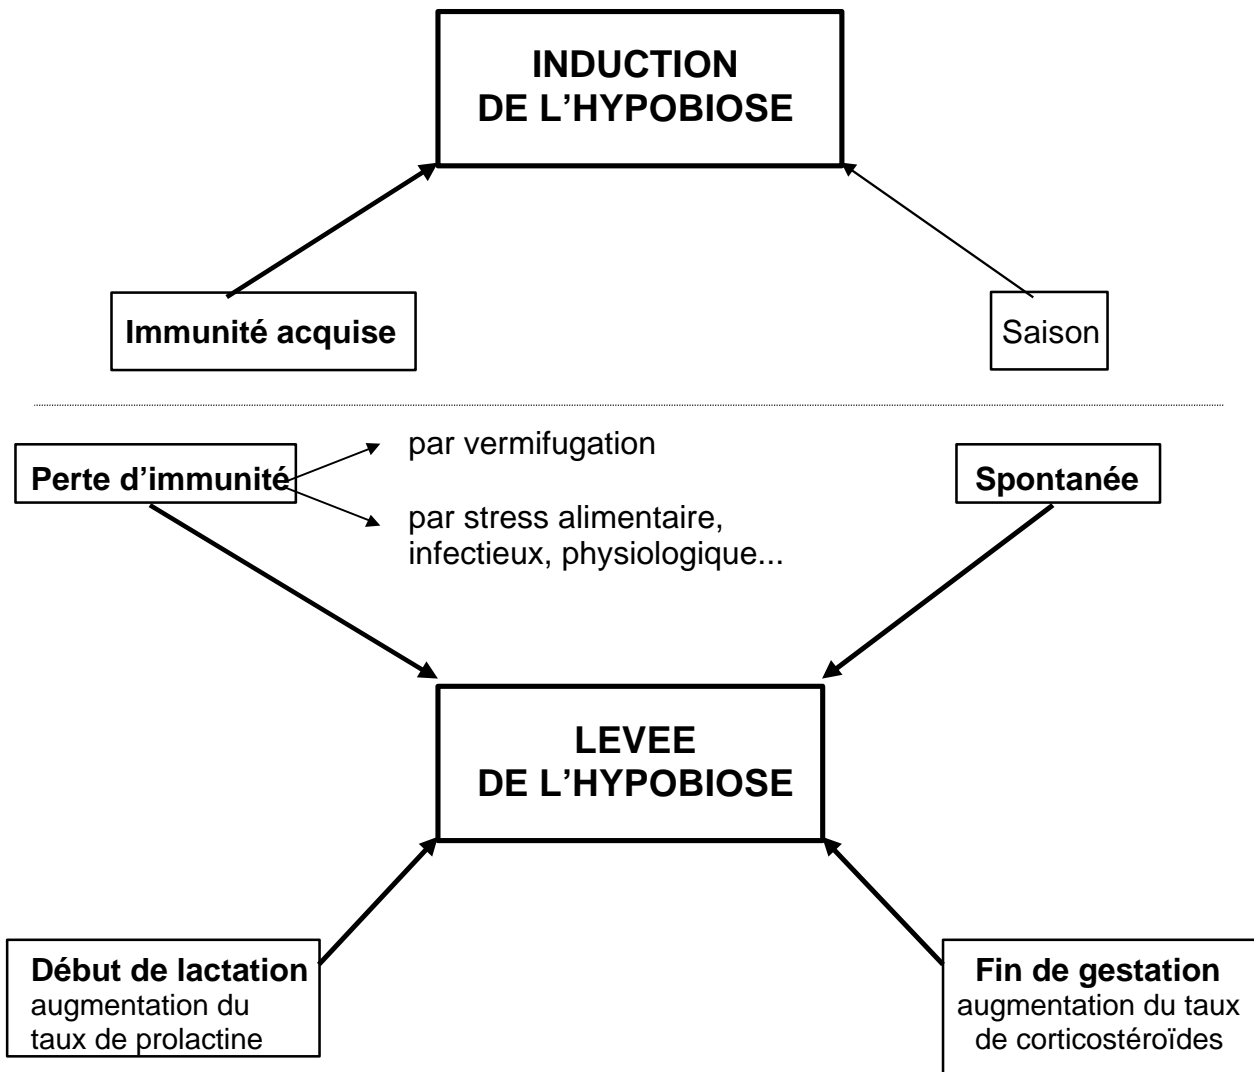 INDUCTION
DE L'HYPOBIOSE
Immunité acquise
Saison
Perte d'immunité
par vermifugation
par stress alimentaire,
infectieux, physiologique...
Spontanée
LEVEE
DE L'HYPOBIOSE
Début de lactation
augmentation du
taux de prolactine
Fin de gestation
augmentation du taux
de corticostéroïdes